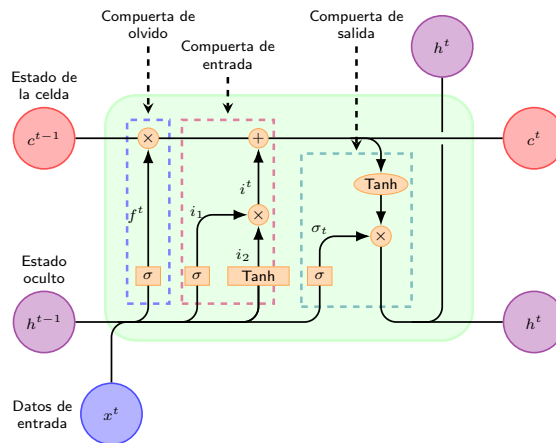 Compuerta de
olvido
Compuerta de
entrada
Compuerta de
salida
h^t
Estado de
la celda
c^{t−1}
×
+
c^t
Tanh
f^t
i_1
i^t
×
σ_t
×
i_2
Estado
oculto
σ
σ
Tanh
σ
h^{t−1}
h^t
Datos de
entrada
x^t